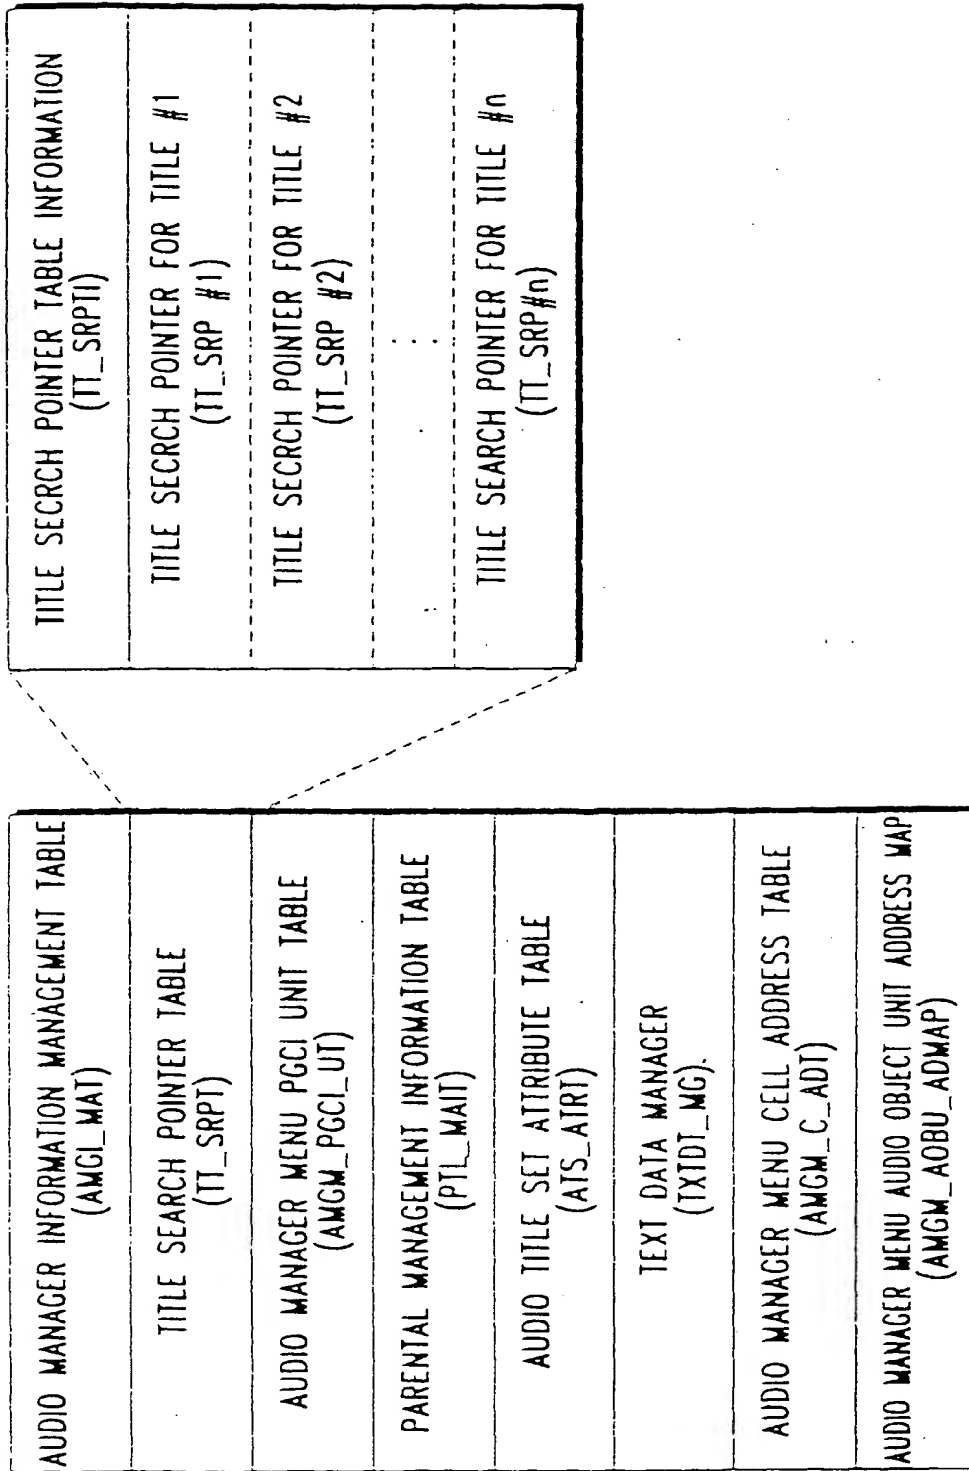 AUDIO MANAGER INFORMATION MANAGEMENT TABLE
(AMGI_MAT)
TITLE SEARCH POINTER TABLE
(TT_SRPT)
AUDIO MANAGER MENU PGCI UNIT TABLE
(AMGM_PGCI_UT)
PARENTAL MANAGEMENT INFORMATION TABLE
(PTL_MAIT)
AUDIO TITLE SET ATTRIBUTE TABLE
(ATS_ATRT)
TEXT DATA MANAGER
(TXTDT_MG).
AUDIO MANAGER MENU CELL ADDRESS TABLE
(AMGM_C_ADT)
AUDIO MANAGER MENU AUDIO OBJECT UNIT ADDRESS MAP
(AMGM_AOBU_ADMAP)
TITLE SECRCH POINTER TABLE INFORMATION
(TT_SRPTI)
TITLE SECRCH POINTER FOR TITLE #1
(TT_SRP #1)
TITLE SECRCH POINTER FOR TITLE #2
(TT_SRP #2)
. . .
TITLE SEARCH POINTER FOR TITLE #n
(TT_SRP#n)